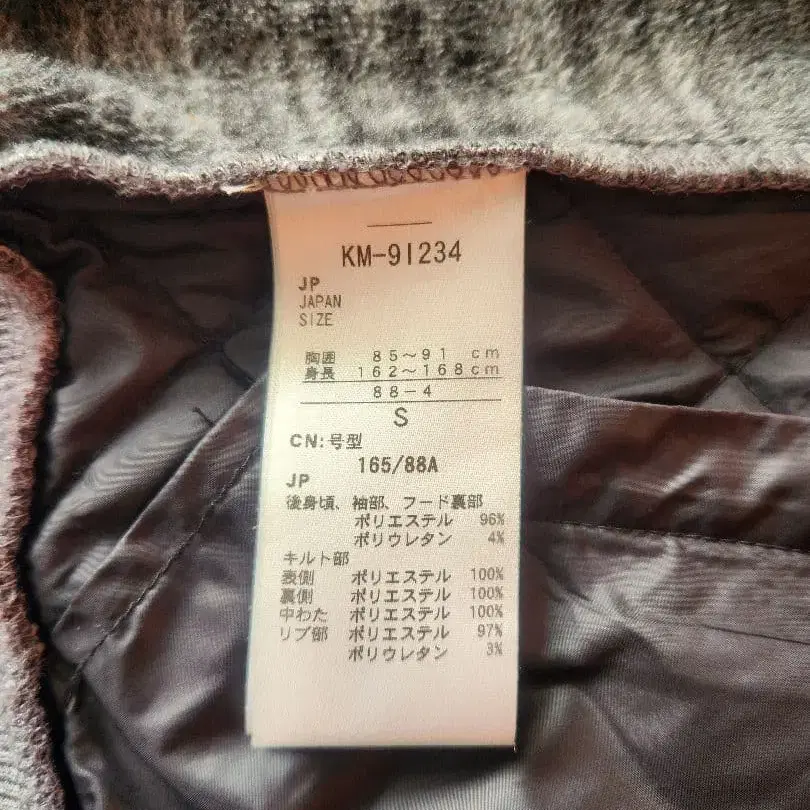 KM-91234
JP
JAPAN
SIZE
胸囲 85~91 cm
身長 162~168 cm
88-4
S
CN:号型
165/88A
JP
後身頃、袖部、フード裏部
ポリエステル 96%
ポリウレタン 4%
キルト部
表側 ポリエステル 100%
裏側 ポリエステル 100%
中わた ポリエステル 100%
リブ部 ポリエステル 97%
ポリウレタン 3%